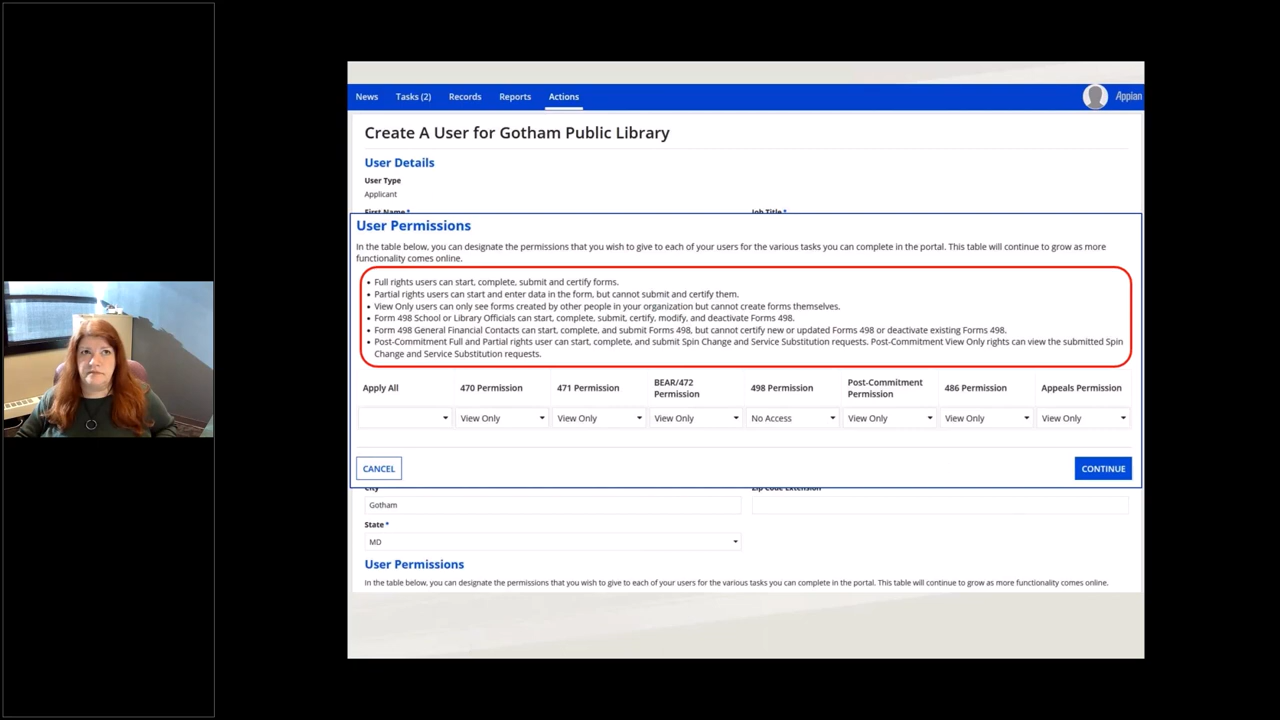 News Tasks (2) Records Reports Actions Appian
Create A User for Gotham Public Library
User Details
User Type
Applicant
First Name * Job Title *
User Permissions
In the table below, you can designate the permissions that you wish to give to each of your users for the various tasks you can complete in the portal. This table will continue to grow as more
functionality comes online.
• Full rights users can start, complete, submit and certify forms.
• Partial rights users can start and enter data in the form, but cannot submit and certify them.
• View Only users can only see forms created by other people in your organization but cannot create forms themselves.
• Form 498 School or Library Officials can start, complete, submit, certify, modify, and deactivate Forms 498.
• Form 498 General Financial Contacts can start, complete, and submit Forms 498, but cannot certify new or updated Forms 498 or deactivate existing Forms 498.
• Post-Commitment Full and Partial rights user can start, complete, and submit Spin Change and Service Substitution requests. Post-Commitment View Only rights can view the submitted Spin
Change and Service Substitution requests.
Apply All 470 Permission 471 Permission BEAR/472 498 Permission Post-Commitment 486 Permission Appeals Permission
Permission Permission
View Only View Only View Only No Access View Only View Only View Only
CANCEL CONTINUE
City Zip Code Extension
Gotham
State *
MD
User Permissions
In the table below, you can designate the permissions that you wish to give to each of your users for the various tasks you can complete in the portal. This table will continue to grow as more functionality comes online.